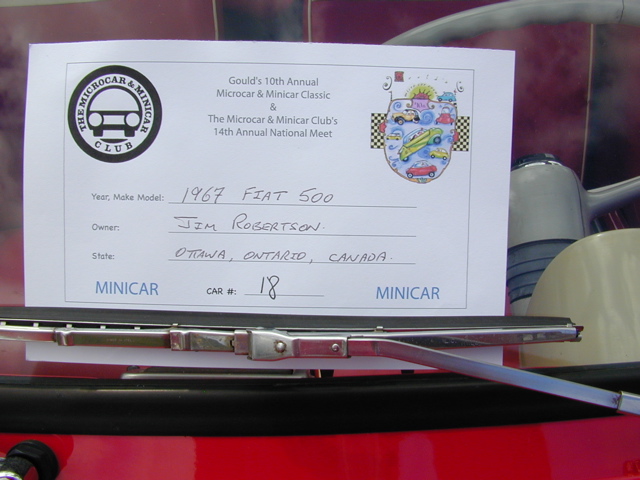 THE MICROCAR & MINICAR
CLUB
Gould's 10th Annual
Microcar & Minicar Classic
&
The Microcar & Minicar Club's
14th Annual National Meet
Year, Make Model: 1967 FIAT 500
Owner: JIM ROBERTSON.
State: OTTAWA, ONTARIO, CANADA.
MINICAR CAR #: 18 MINICAR